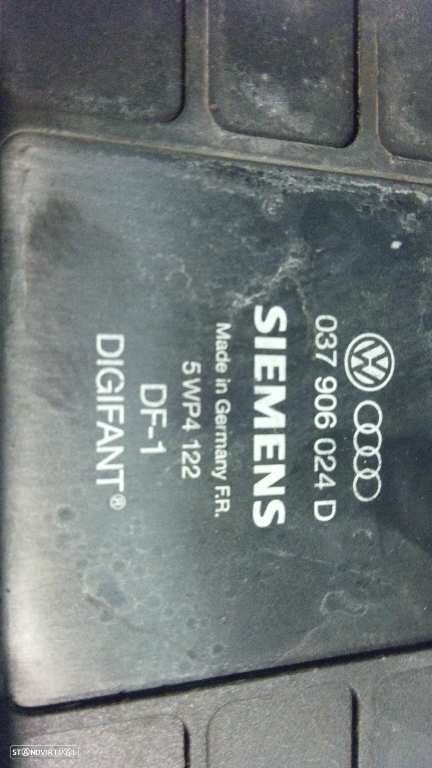 037 906 024 D
SIEMENS
Made in Germany F.R.
5WP4 122
DF-1
DIGIFANT®
STANDVIRTUAL